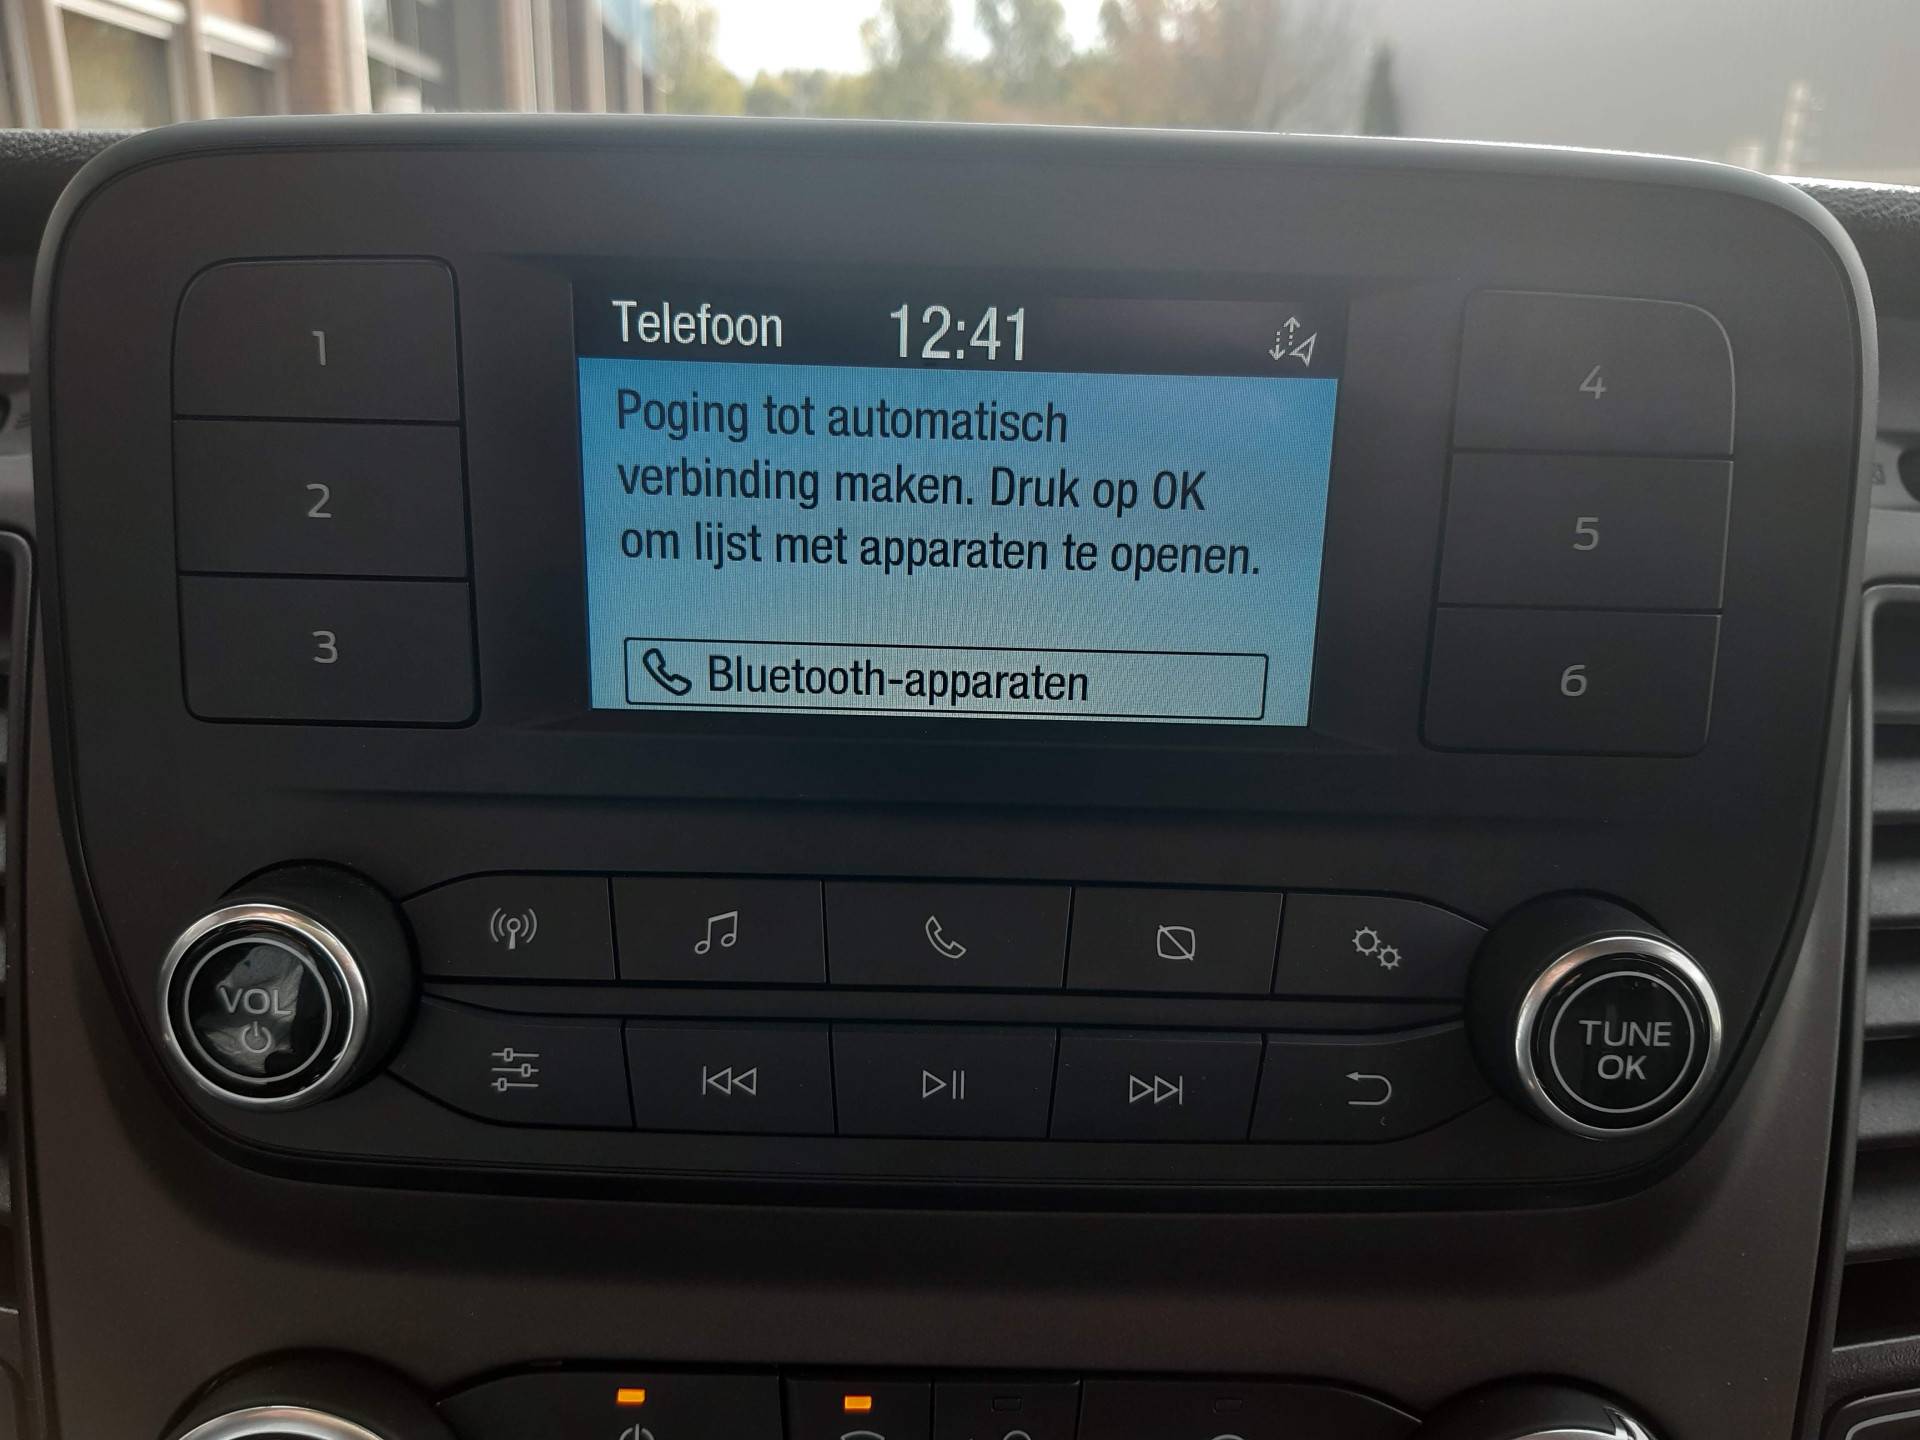 Telefoon 12:41
Poging tot automatisch
verbinding maken. Druk op OK
om lijst met apparaten te openen.
Bluetooth-apparaten
1
2
3
4
5
6
VOL
TUNE
OK